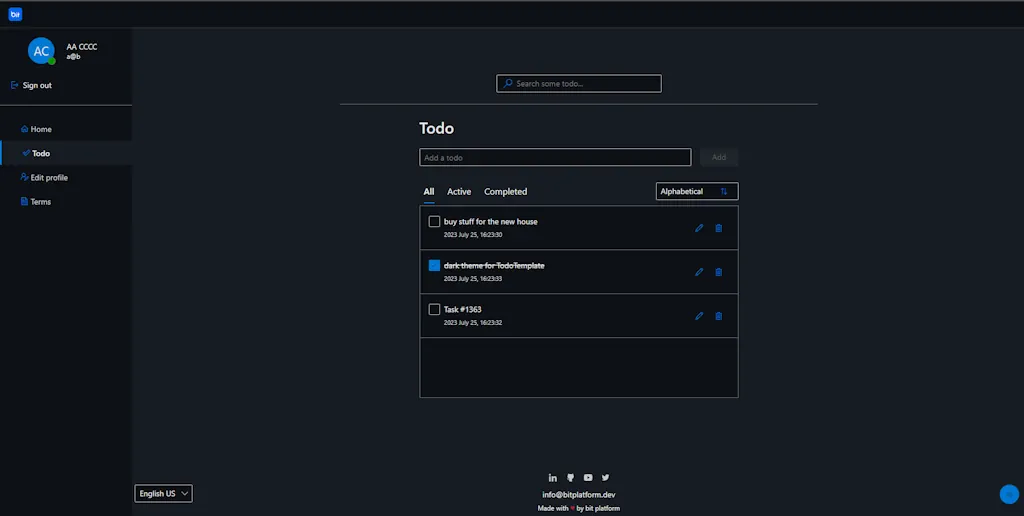 bit
AC
AA CCCC
a@b
Sign out
Home
Todo
Edit profile
Terms
Search some todo...
Todo
Add a todo
Add
All Active Completed
Alphabetical
buy stuff for the new house
2023 July 25, 16:23:30
dark theme for TodoTemplate
2023 July 25, 16:23:33
Task #1363
2023 July 25, 16:23:32
English US
in
info@bitplatform.dev
Made with ♥ by bit platform